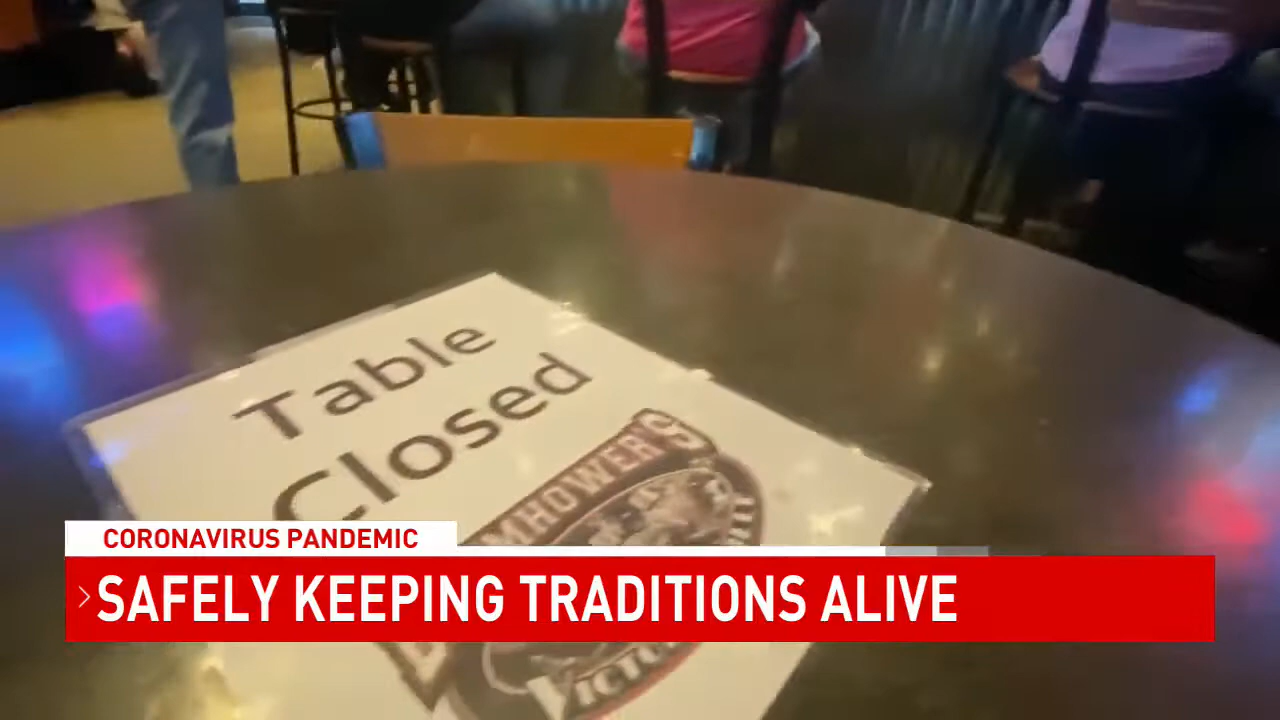 Table
Closed
CORONAVIRUS PANDEMIC
SAFELY KEEPING TRADITIONS ALIVE